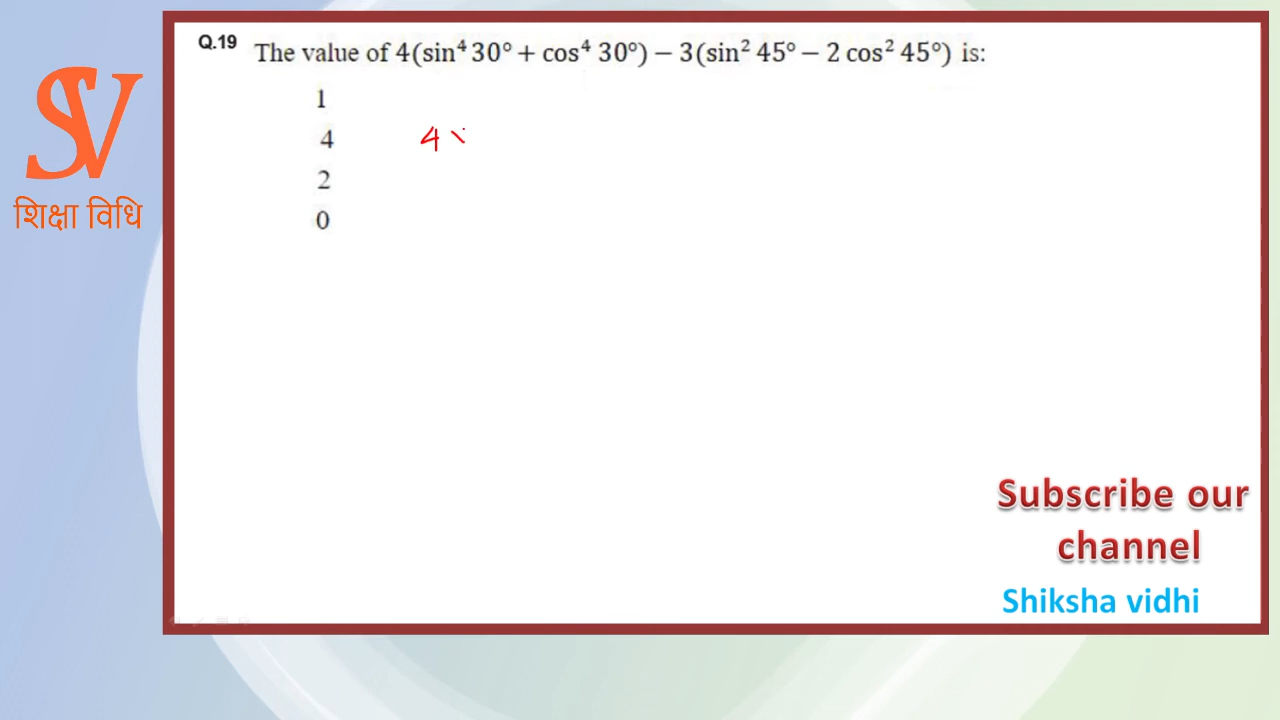 Q.19 The value of 4(sin⁴ 30° + cos⁴ 30°) − 3(sin² 45° − 2 cos² 45°) is:
1
4
4 ×
2
0
SV
शिक्षा विधि
Subscribe our
channel
Shiksha vidhi